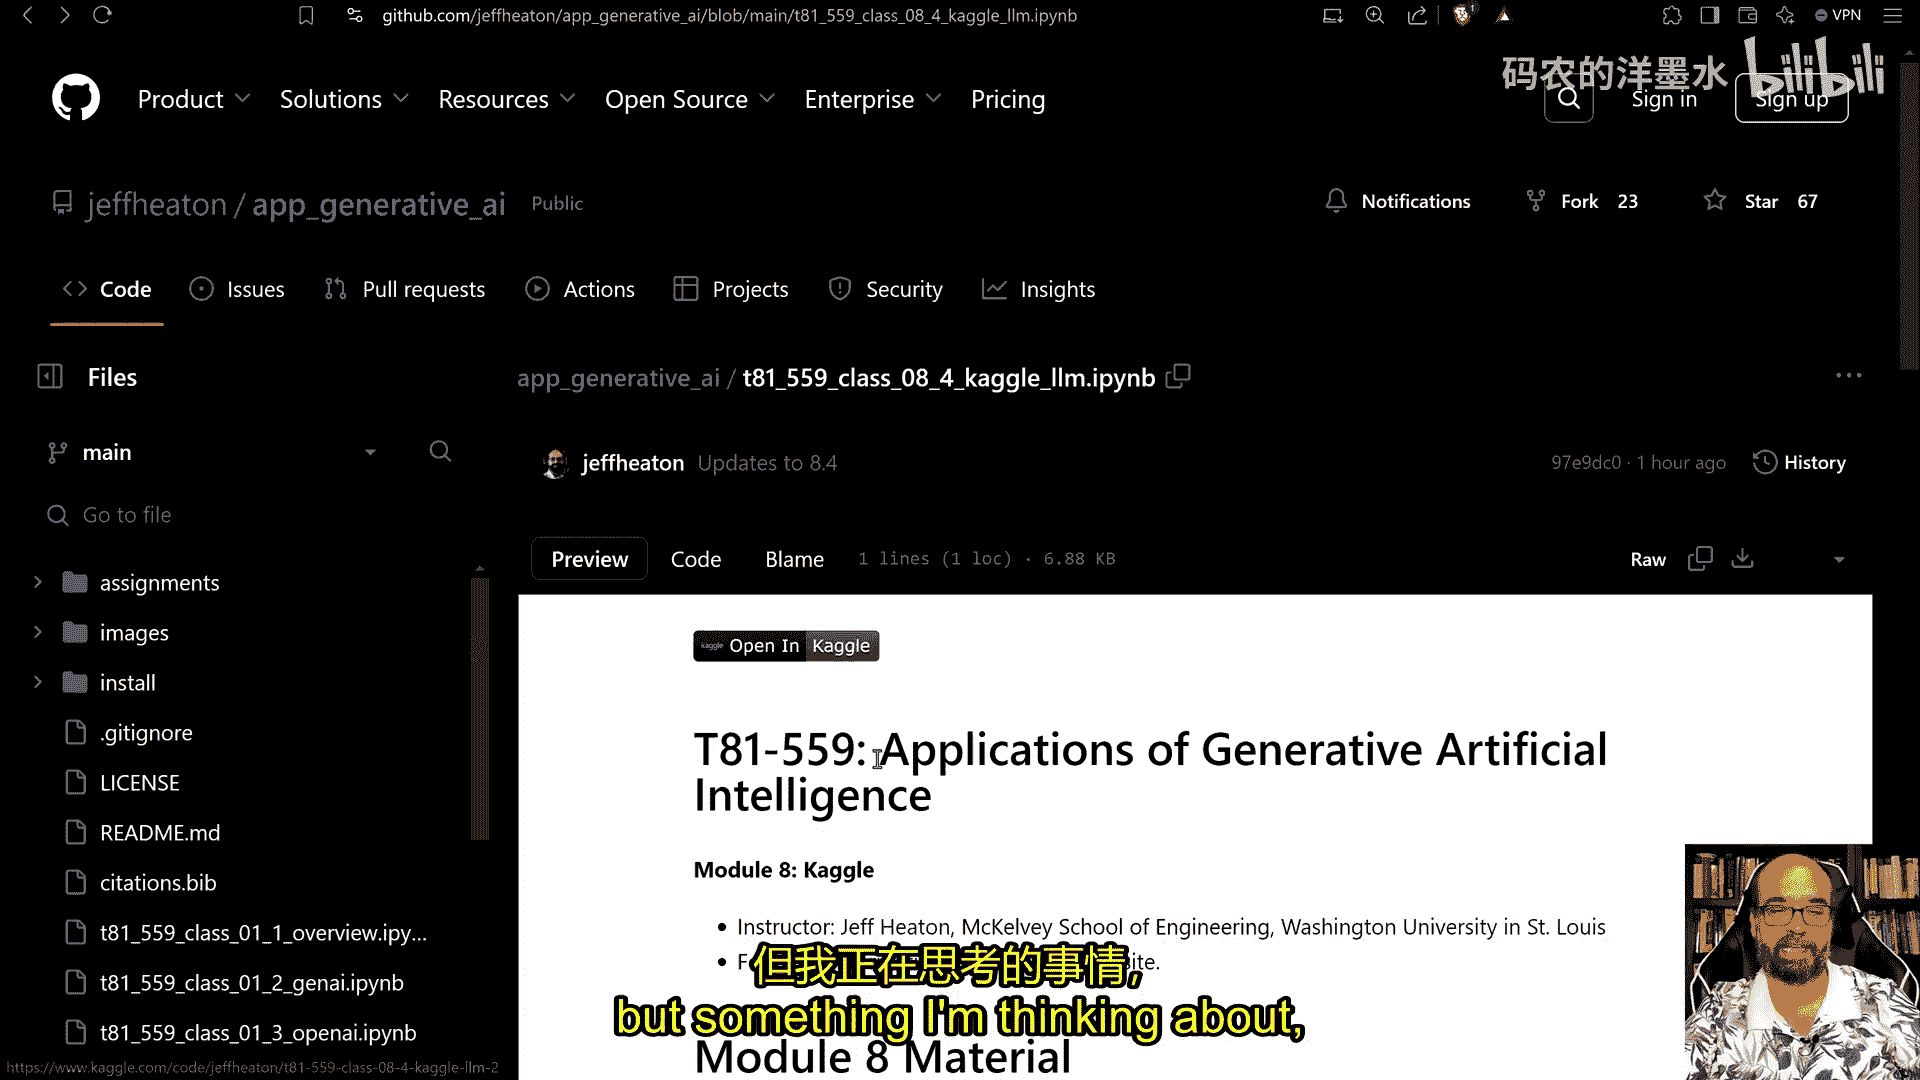 github.com/jeffheaton/app_generative_ai/blob/main/t81_559_class_08_4_kaggle_llm.ipynb
1
VPN
码农的洋墨水 bilibili
Product Solutions Resources Open Source Enterprise Pricing Sign in Sign up
jeffheaton / app_generative_ai Public Notifications Fork 23 Star 67
Code Issues Pull requests Actions Projects Security Insights
Files
app_generative_ai / t81_559_class_08_4_kaggle_llm.ipynb
main
jeffheaton Updates to 8.4 97e9dc0 · 1 hour ago History
Go to file
Preview Code Blame 1 lines (1 loc) · 6.88 KB Raw
assignments
images
install
.gitignore
LICENSE
README.md
citations.bib
t81_559_class_01_1_overview.ipy...
t81_559_class_01_2_genai.ipynb
t81_559_class_01_3_openai.ipynb
kaggle Open In Kaggle
T81-559: Applications of Generative Artificial
Intelligence
Module 8: Kaggle
Instructor: Jeff Heaton, McKelvey School of Engineering, Washington University in St. Louis
但我正在思考的事情,
but something I'm thinking about,
Module 8 Material
https://www.kaggle.com/code/jeffheaton/t81-559-class-08-4-kaggle-llm-2